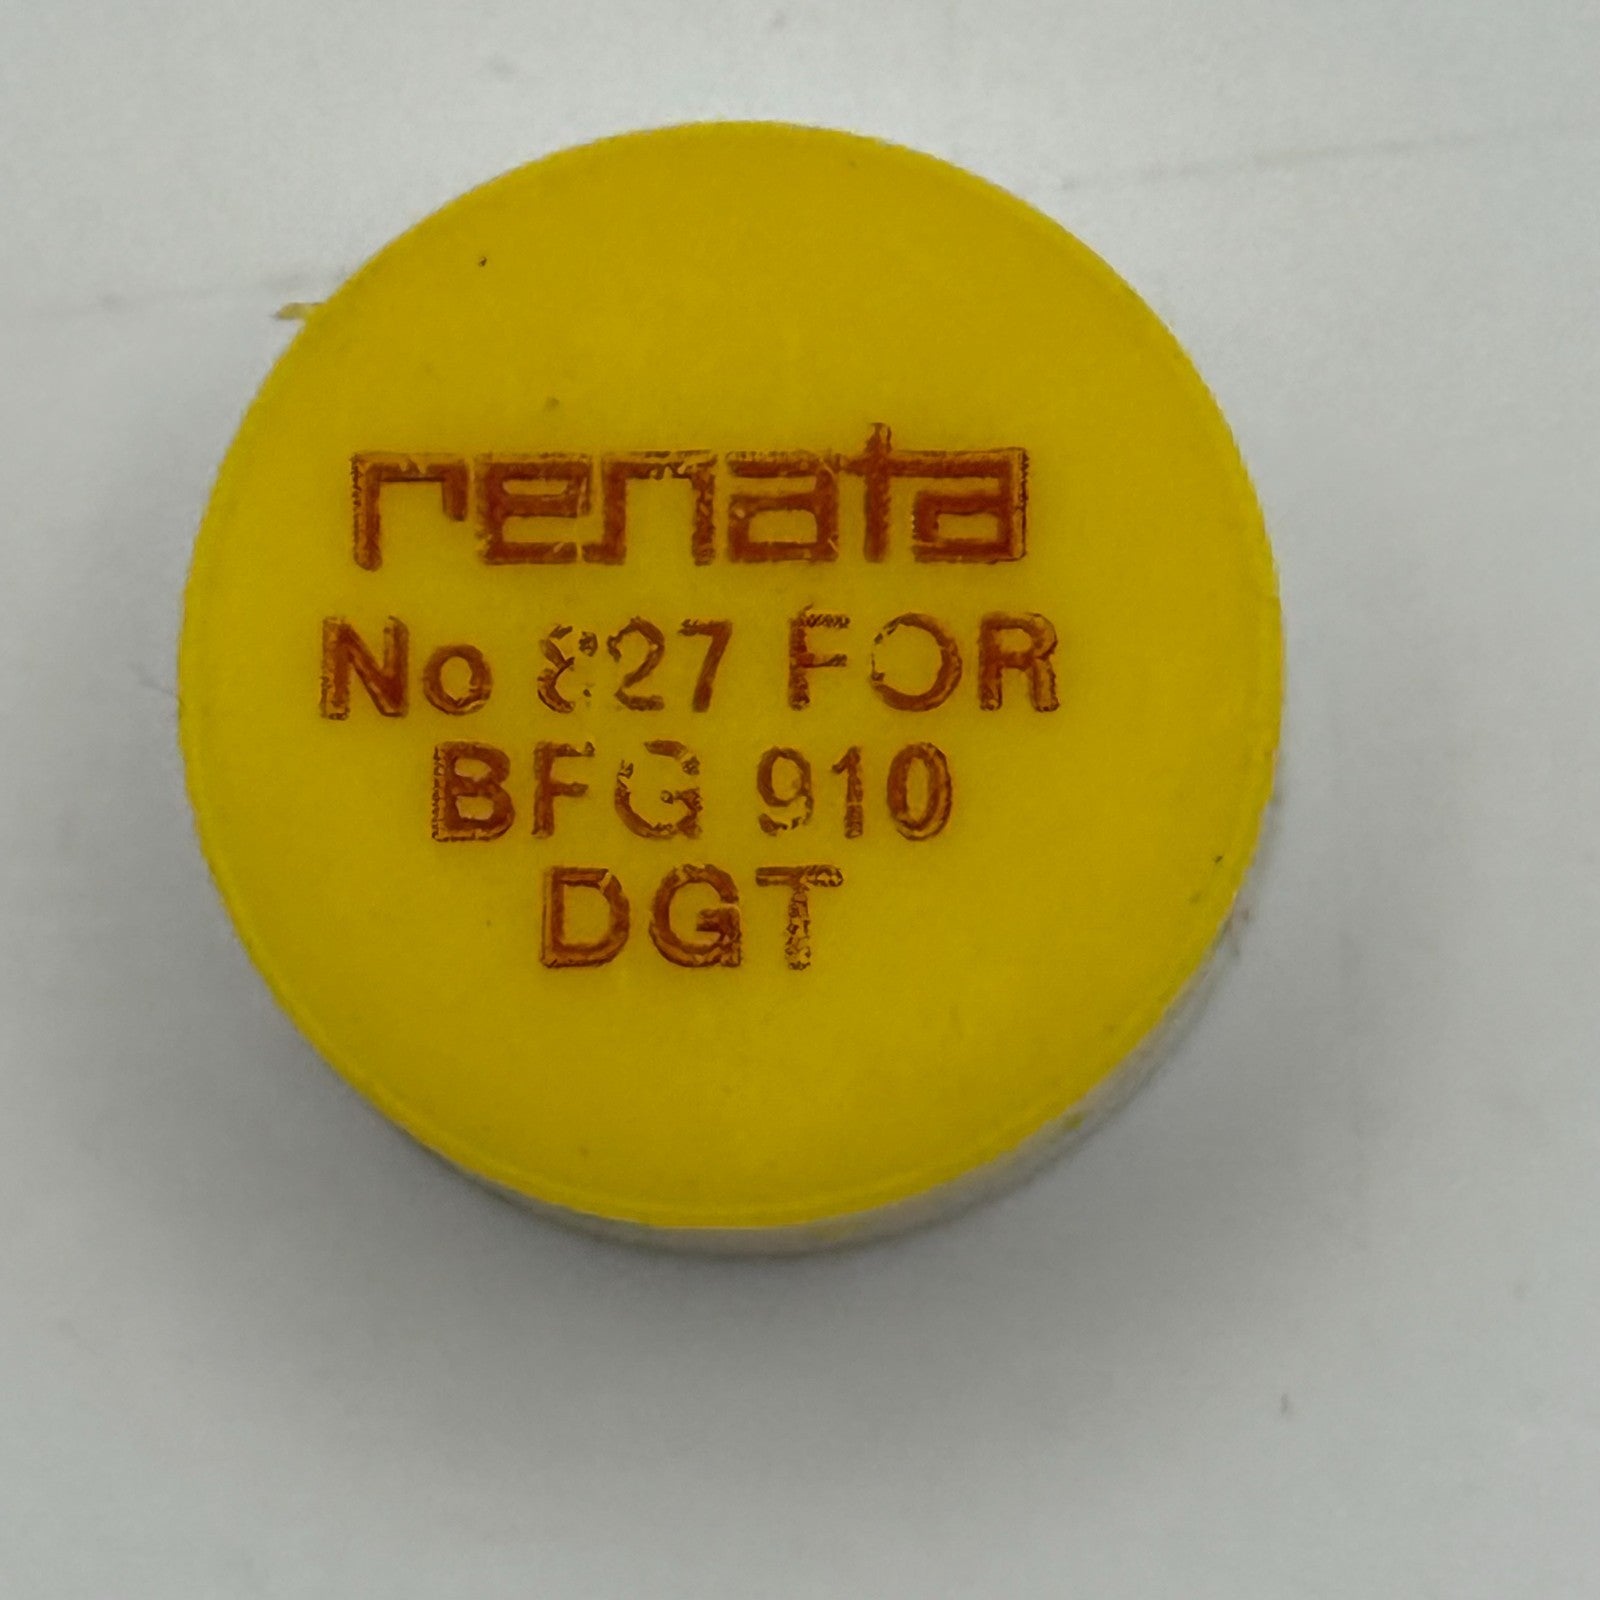 renata
No 827 FOR
BFG 910
DGT